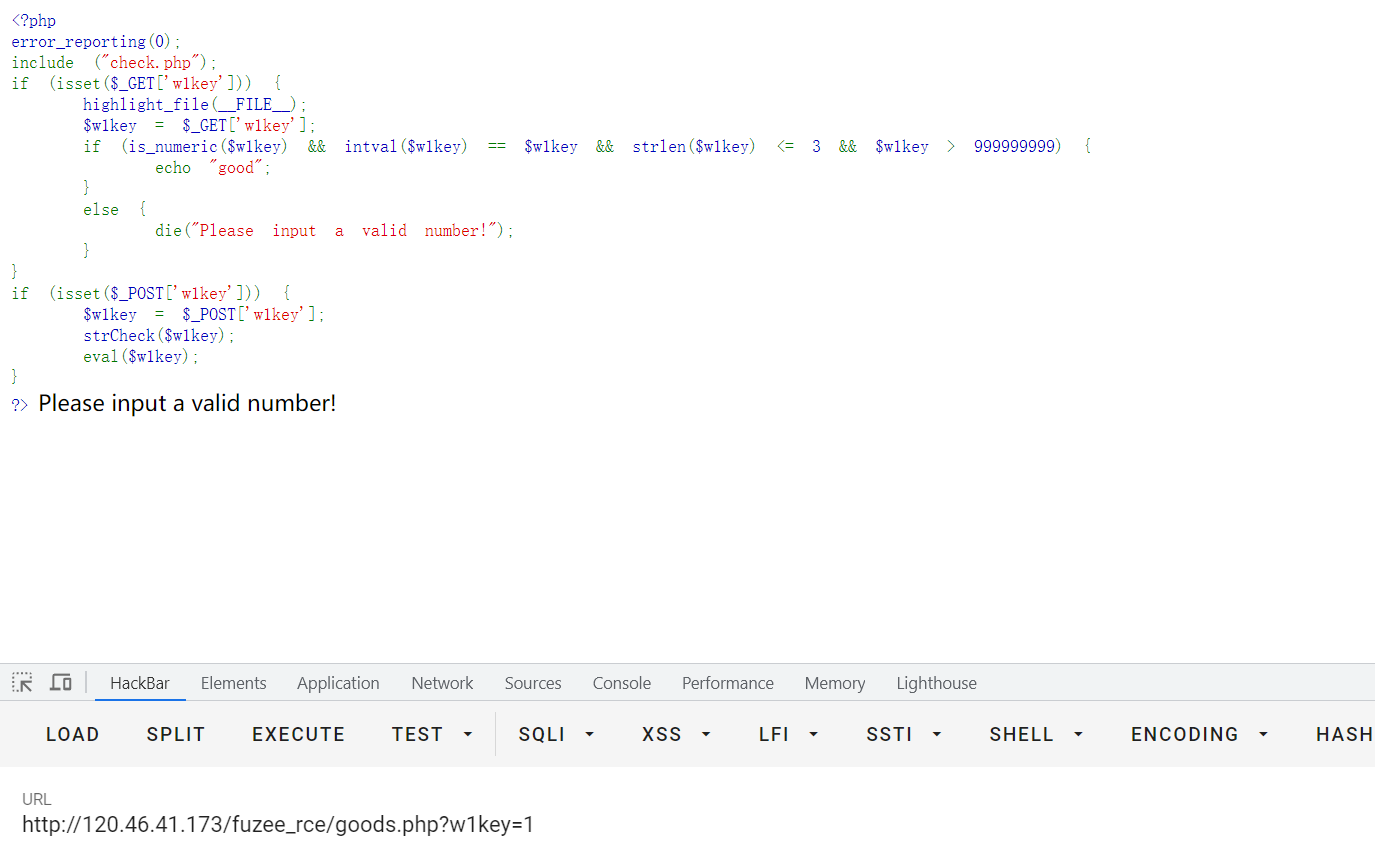 <?php
error_reporting(0);
include ("check.php");
if (isset($_GET['w1key'])) {
highlight_file(__FILE__);
$w1key = $_GET['w1key'];
if (is_numeric($w1key) && intval($w1key) == $w1key && strlen($w1key) <= 3 && $w1key > 999999999) {
echo "good";
}
else {
die("Please input a valid number!");
}
}
if (isset($_POST['w1key'])) {
$w1key = $_POST['w1key'];
strCheck($w1key);
eval($w1key);
}
?> Please input a valid number!
HackBar Elements Application Network Sources Console Performance Memory Lighthouse
LOAD SPLIT EXECUTE TEST SQLI XSS LFI SSTI SHELL ENCODING HASH
URL
http://120.46.41.173/fuzee_rce/goods.php?w1key=1